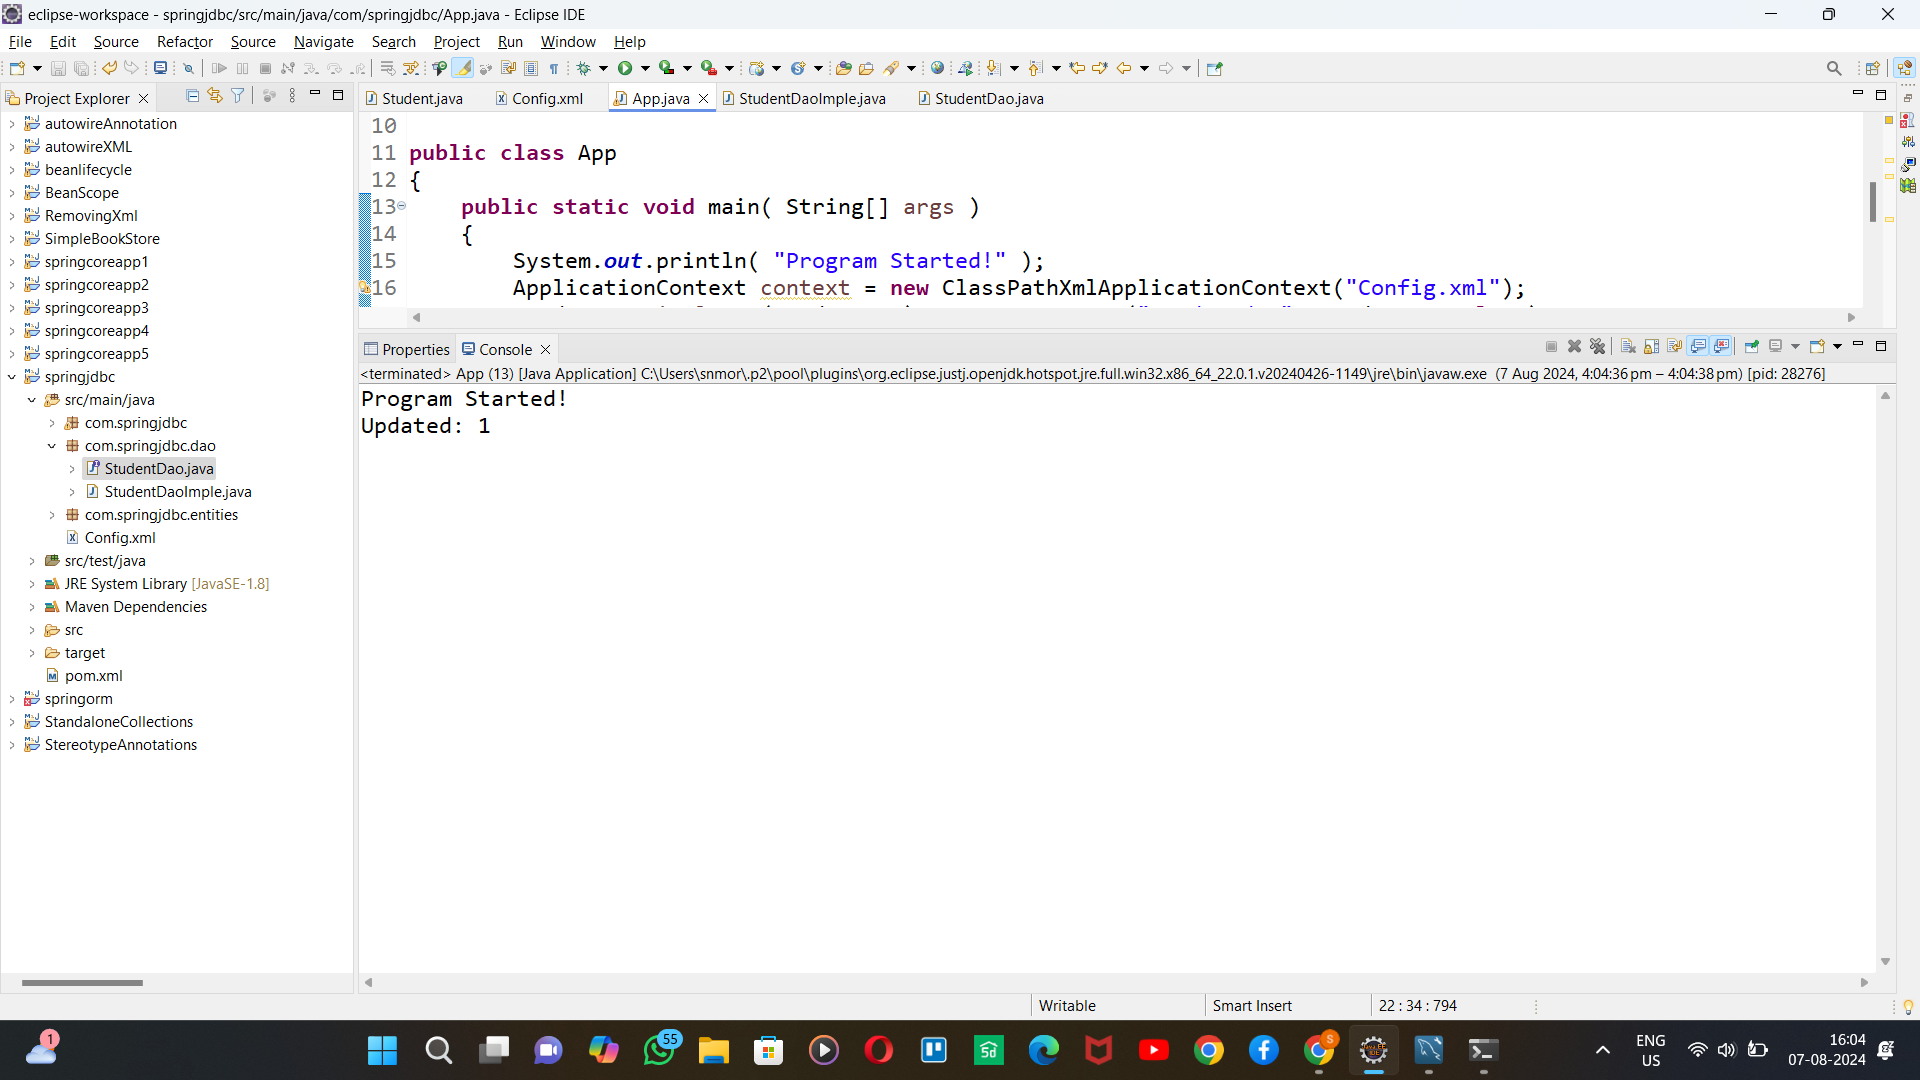 eclipse-workspace - springjdbc/src/main/java/com/springjdbc/App.java - Eclipse IDE
File Edit Source Refactor Source Navigate Search Project Run Window Help
Project Explorer
autowireAnnotation
autowireXML
beanlifecycle
BeanScope
RemovingXml
SimpleBookStore
springcoreapp1
springcoreapp2
springcoreapp3
springcoreapp4
springcoreapp5
springjdbc
src/main/java
com.springjdbc
com.springjdbc.dao
StudentDao.java
StudentDaoImple.java
com.springjdbc.entities
Config.xml
src/test/java
JRE System Library [JavaSE-1.8]
Maven Dependencies
src
target
pom.xml
springorm
StandaloneCollections
StereotypeAnnotations
Student.java Config.xml App.java StudentDaoImple.java StudentDao.java
10
11 public class App
12 {
13 public static void main( String[] args )
14 {
15 System.out.println( "Program Started!" );
16 ApplicationContext context = new ClassPathXmlApplicationContext("Config.xml");
Properties Console
<terminated> App (13) [Java Application] C:\Users\snmor\.p2\pool\plugins\org.eclipse.justj.openjdk.hotspot.jre.full.win32.x86_64_22.0.1.v20240426-1149\jre\bin\javaw.exe (7 Aug 2024, 4:04:36 pm – 4:04:38 pm) [pid: 28276]
Program Started!
Updated: 1
Writable Smart Insert 22 : 34 : 794
1
55
S
ENG
US
16:04
07-08-2024